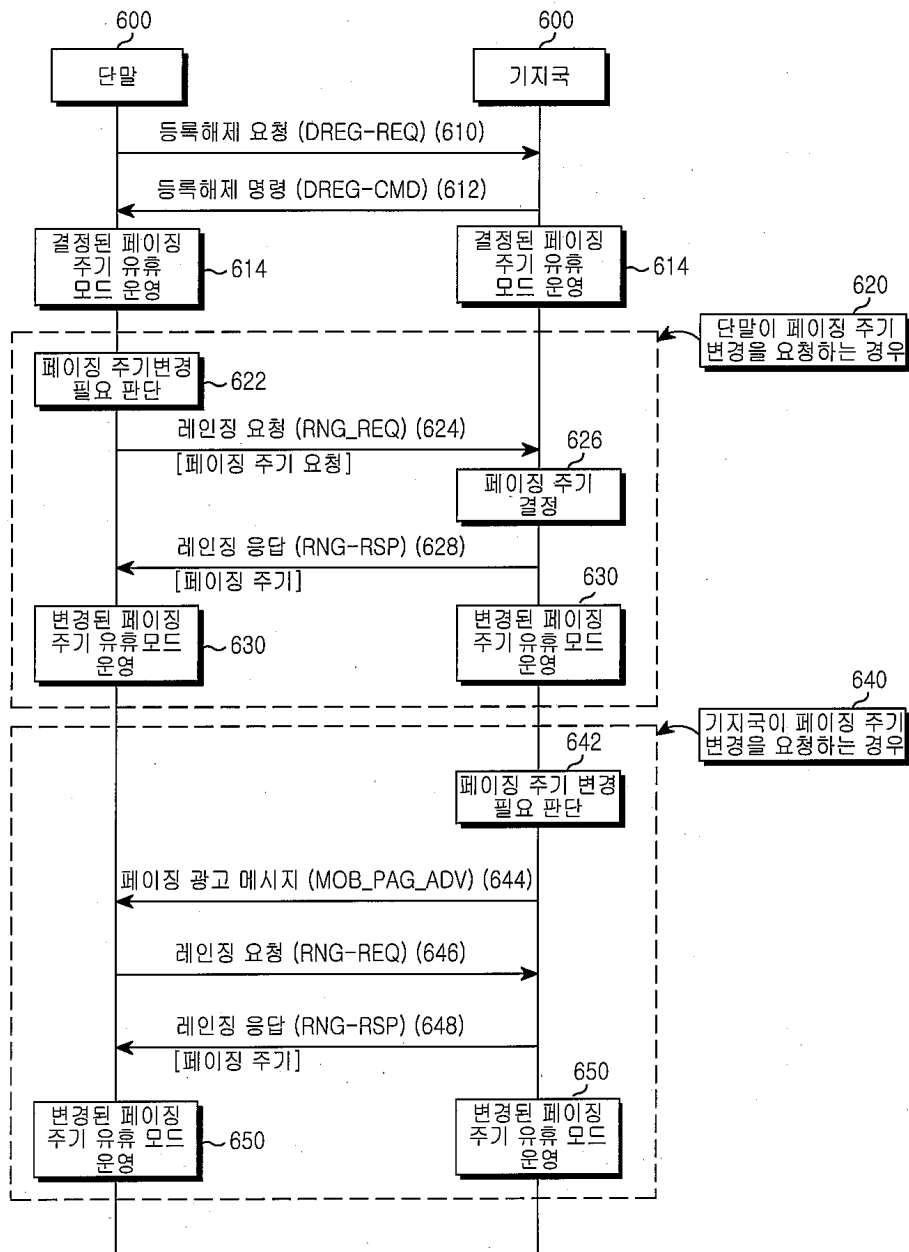 600
600
단말
기지국
등록해제 요청 (DREG-REQ) (610)
등록해제 명령 (DREG-CMD) (612)
결정된 페이징
주기 유휴
모드 운영
614
결정된 페이징
주기 유휴
모드 운영
614
620
단말이 페이징 주기
변경을 요청하는 경우
페이징 주기변경
필요 판단
622
레인징 요청 (RNG_REQ) (624)
[페이징 주기 요청]
626
페이징 주기
결정
레인징 응답 (RNG-RSP) (628)
[페이징 주기]
630
변경된 페이징
주기 유휴모드
운영
630
변경된 페이징
주기 유휴모드
운영
640
기지국이 페이징 주기
변경을 요청하는 경우
642
페이징 주기 변경
필요 판단
페이징 광고 메시지 (MOB_PAG_ADV) (644)
레인징 요청 (RNG-REQ) (646)
레인징 응답 (RNG-RSP) (648)
[페이징 주기]
650
변경된 페이징
주기 유휴 모드
운영
650
변경된 페이징
주기 유휴 모드
운영